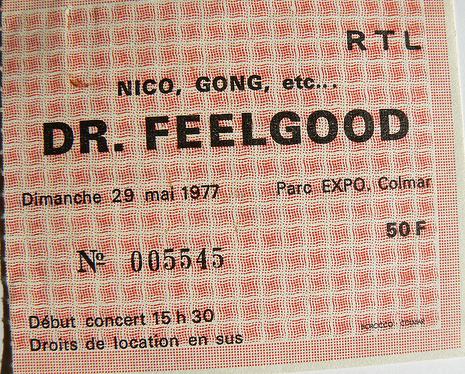 RTL
NICO, GONG, etc...
DR. FEELGOOD
Dimanche 29 mai 1977 Parc EXPO. Colmar
50 F
Nº 005545
Début concert 15 h 30
Droits de location en sus